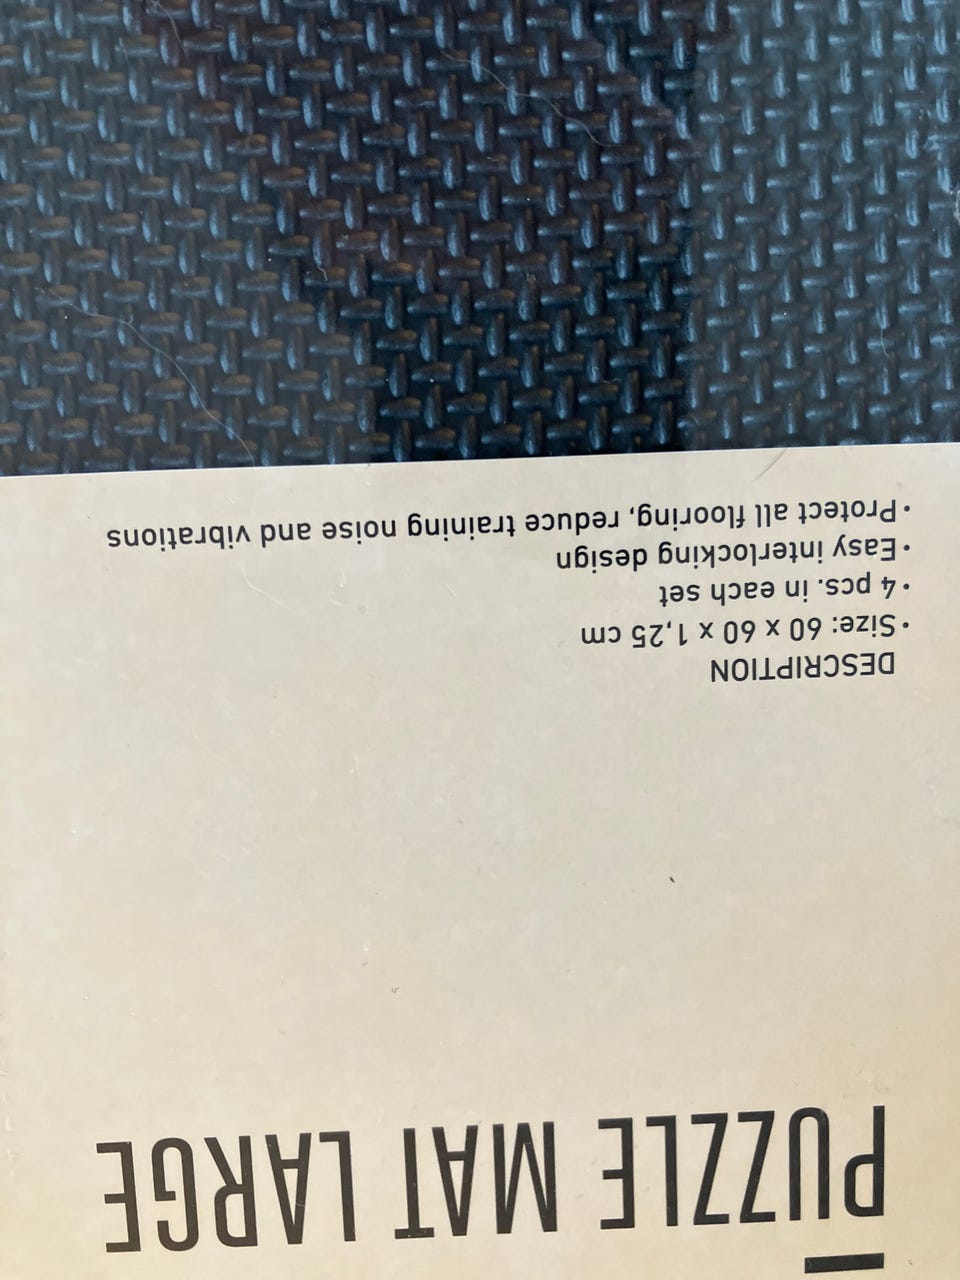 PUZZLE MAT LARGE
DESCRIPTION
• Size: 60 x 60 x 1,25 cm
• 4 pcs. in each set
• Easy interlocking design
• Protect all flooring, reduce training noise and vibrations